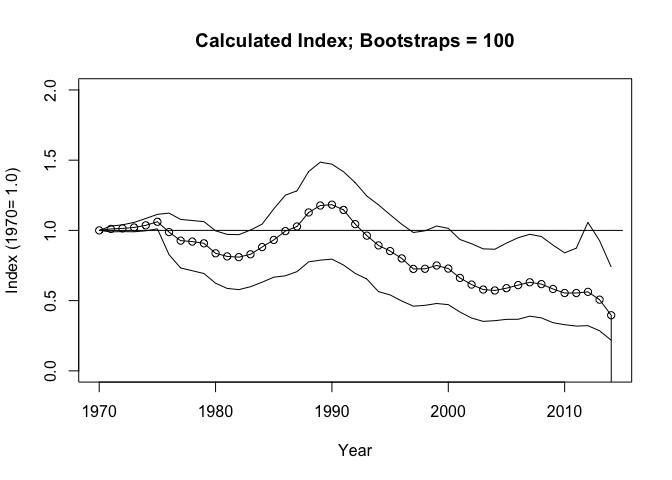 Calculated Index; Bootstraps = 100
Index (1970= 1.0)
2.0
1.5
1.0
0.5
0.0
1970 1980 1990 2000 2010
Year